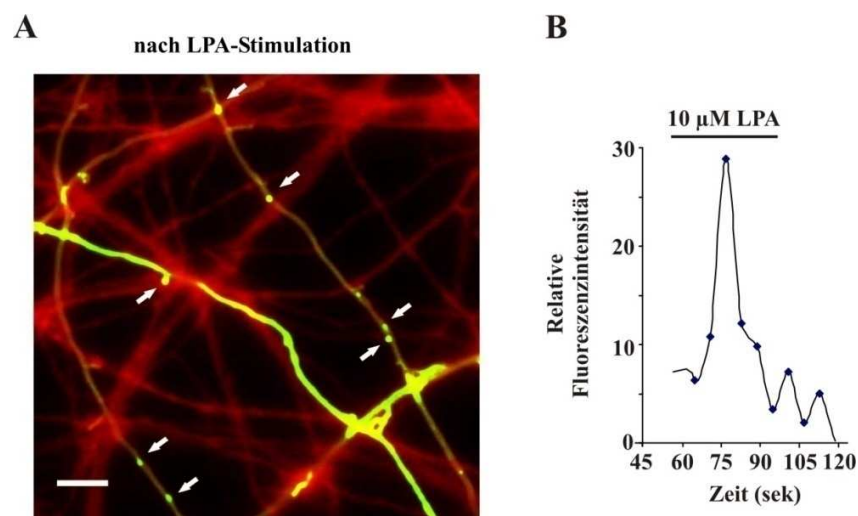 A
nach LPA-Stimulation
B
10 µM LPA
Relative
Fluoreszenzintensität
30
20
10
0
45 60 75 90 105 120
Zeit (sek)